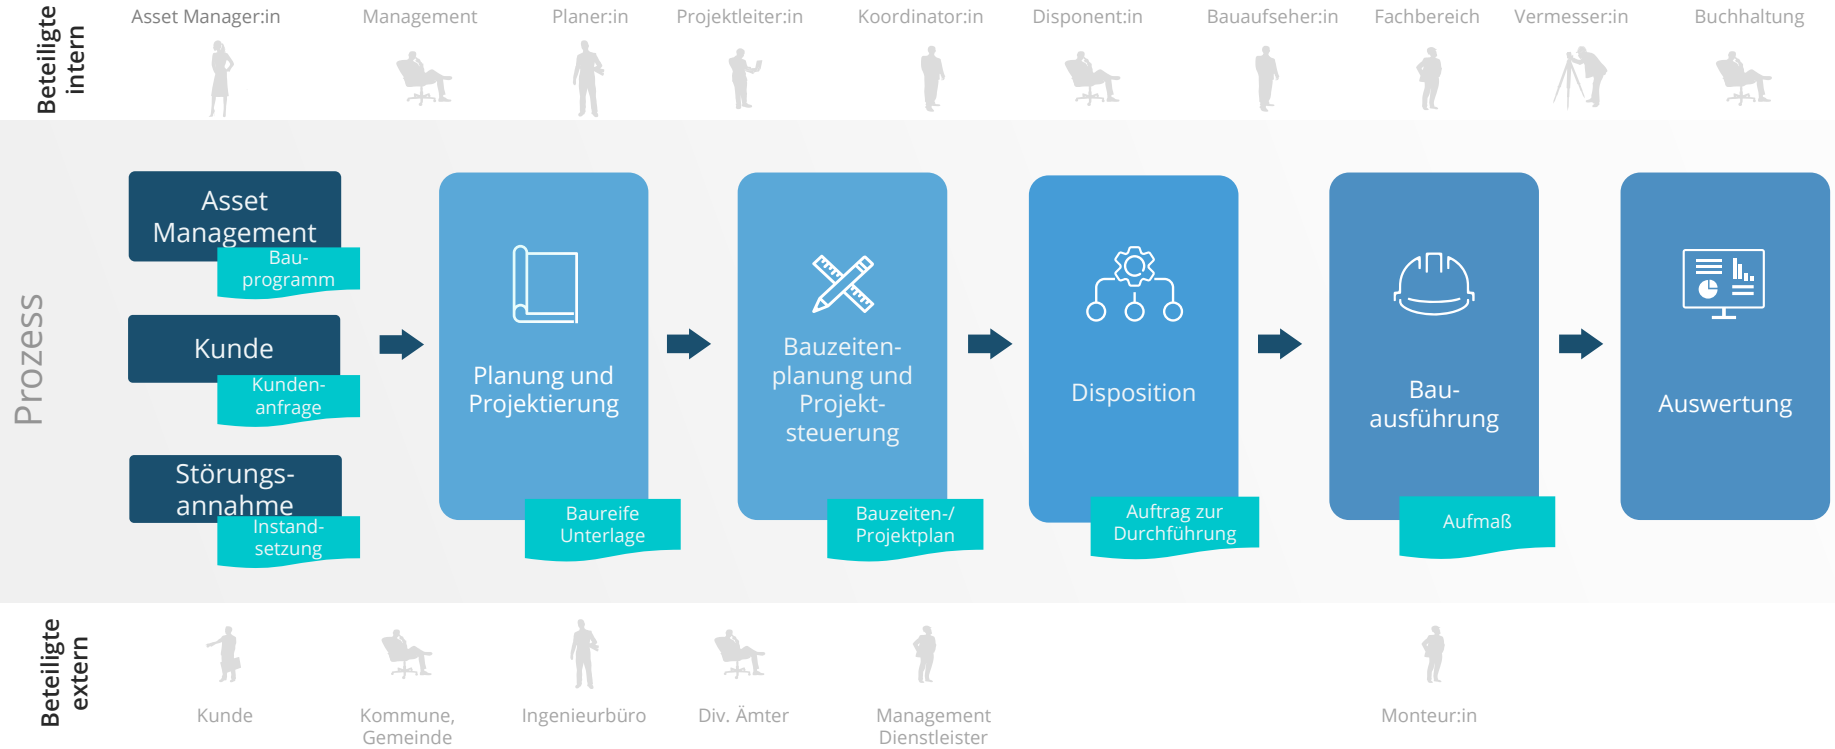 Beteiligte
intern
Asset Manager:in
Management
Planer:in
Projektleiter:in
Koordinator:in
Disponent:in
Bauaufseher:in
Fachbereich
Vermesser:in
Buchhaltung
Prozess
Asset
Management
Bau-
programm
Kunde
Kunden-
anfrage
Störungs-
annahme
Instand-
setzung
Planung und
Projektierung
Baureife
Unterlage
Bauzeiten-
planung und
Projekt-
steuerung
Bauzeiten-/
Projektplan
Disposition
Auftrag zur
Durchführung
Bau-
ausführung
Aufmaß
Auswertung
Beteiligte
extern
Kunde
Kommune,
Gemeinde
Ingenieurbüro
Div. Ämter
Management
Dienstleister
Monteur:in